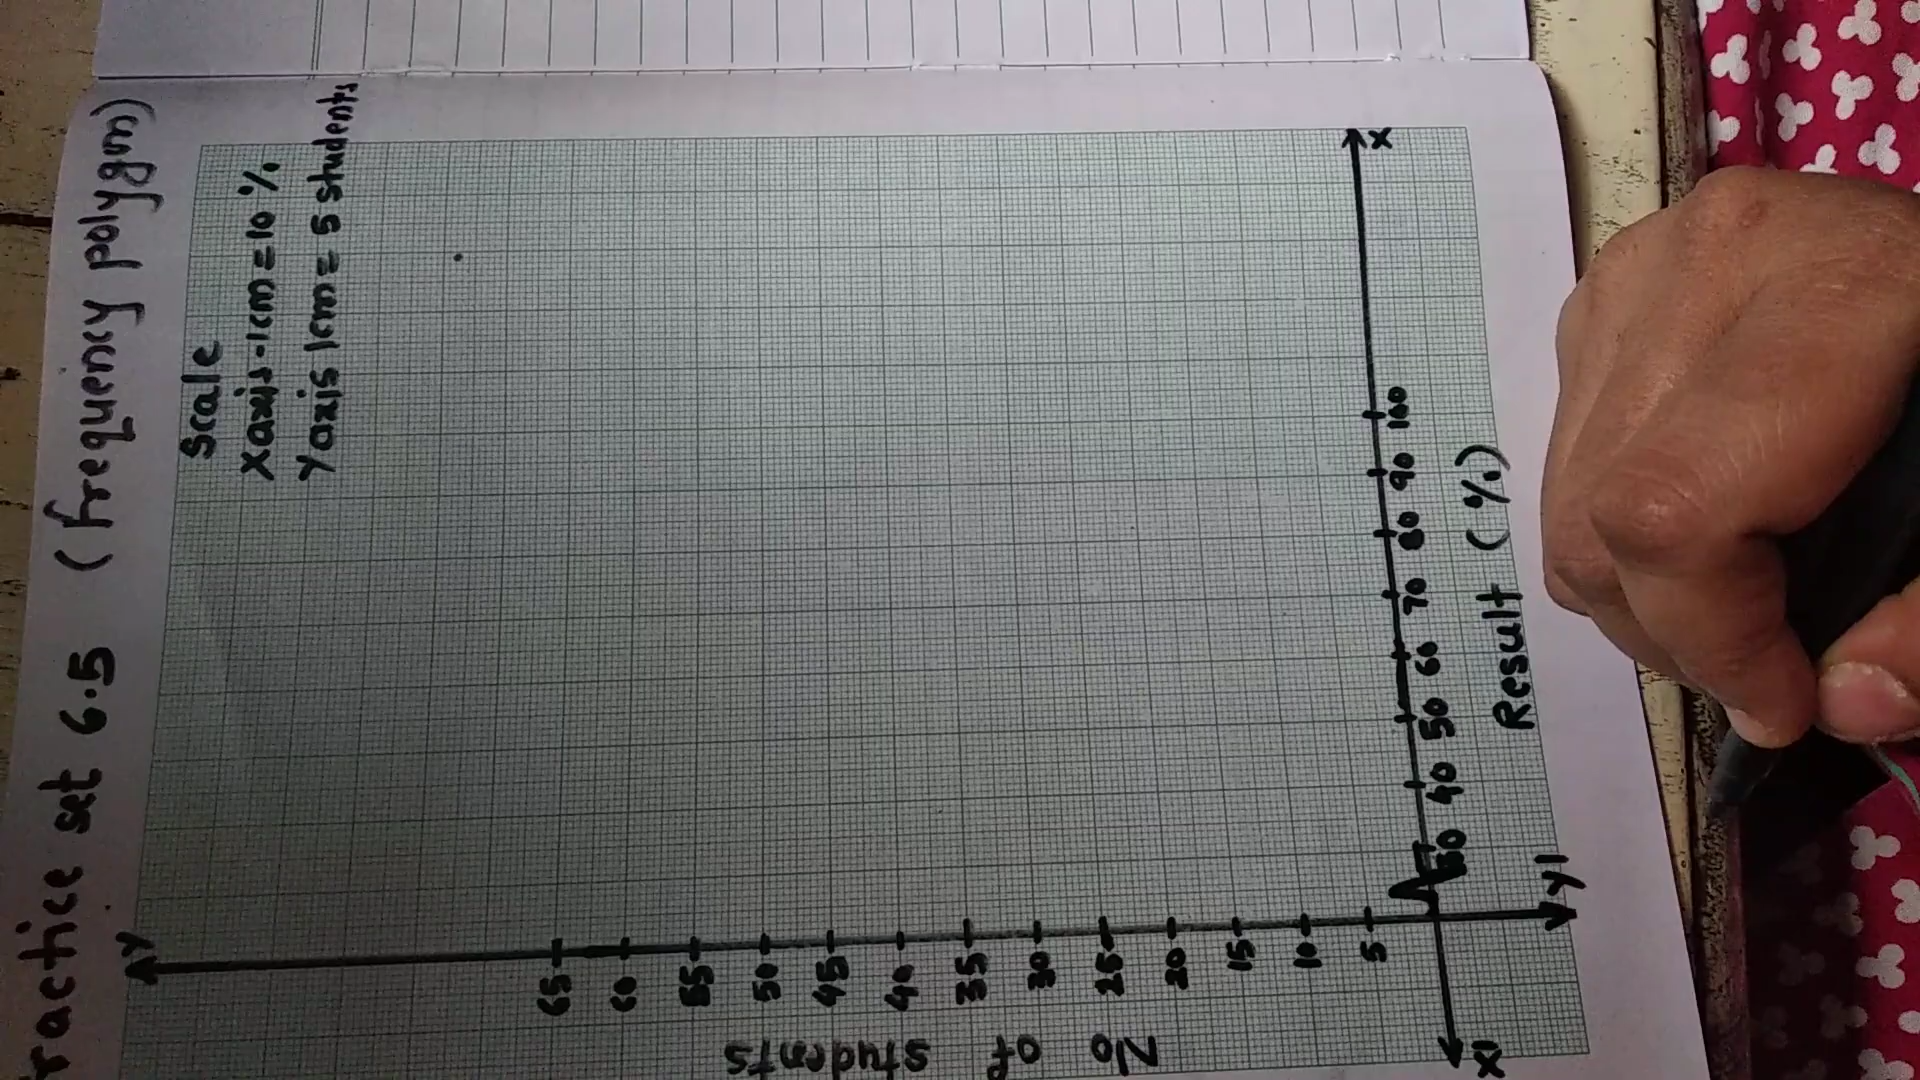 ractice set 6.5 (frequency polygon)
Scale
X axis - 1cm = 10 %
Y axis 1cm = 5 students
Y
65
60
55
50
45
40
35
30
25
20
15
10
5
No of students
X'
30 40 50 60 70 80 90 100
X
Result (%)
Y'